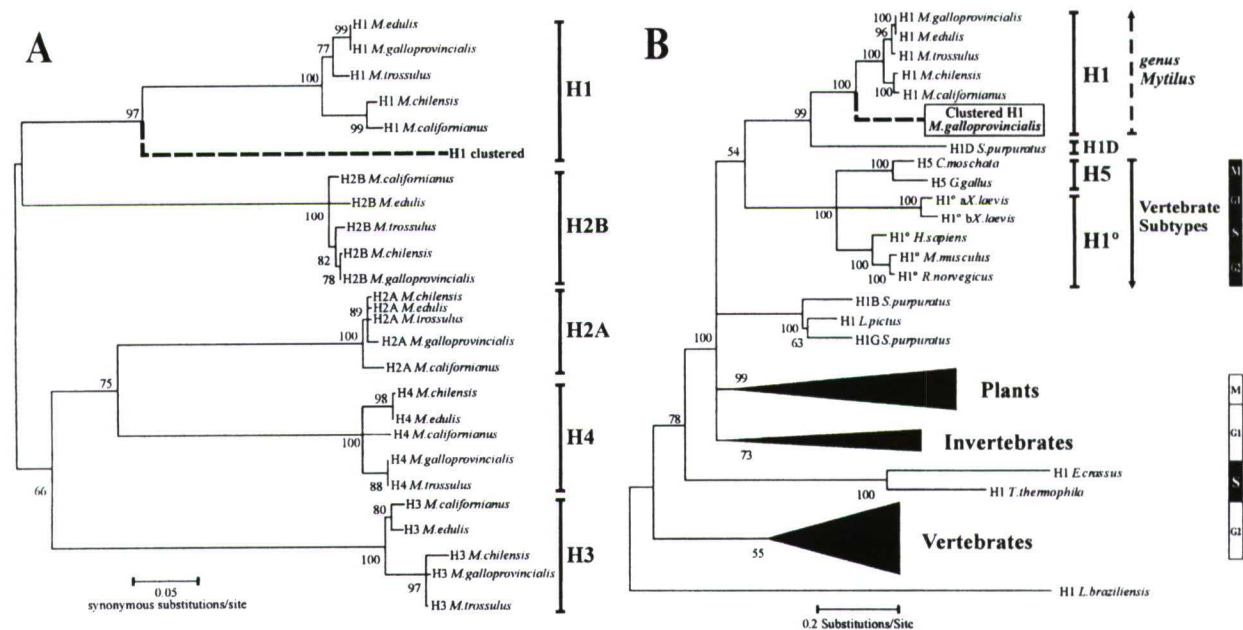 A
99
H1 M.edulis
H1 M.galloprovincialis
77
H1 M.trossulus
100
H1 M.chilensis
99
H1 M.californianus
97
H1 clustered
H1
H2B M.californianus
H2B M.edulis
100
H2B M.trossulus
82
H2B M.chilensis
78
H2B M.galloprovincialis
H2B
H2A M.chilensis
89
H2A M.edulis
H2A M.trossulus
100
H2A M.galloprovincialis
H2A M.californianus
H2A
75
98
H4 M.chilensis
H4 M.edulis
H4 M.californianus
100
H4 M.galloprovincialis
88
H4 M.trossulus
H4
66
80
H3 M.californianus
H3 M.edulis
100
H3 M.chilensis
H3 M.galloprovincialis
97
H3 M.trossulus
H3
0.05
synonymous substitutions/site
B
100
H1 M.galloprovincialis
96
H1 M.edulis
H1 M.trossulus
100
H1 M.chilensis
100
H1 M.californianus
100
Clustered H1
M.galloprovincialis
H1
genus
Mytilus
99
H1D S.purpuratus
H1D
54
100
H5 C.moschata
H5 G.gallus
H5
100
100
H1° aX.laevis
H1° bX.laevis
H1° H.sapiens
100
H1° M.musculus
100
H1° R.norvegicus
H1°
Vertebrate
Subtypes
M
G1
S
G2
H1B S.purpuratus
100
H1 L.pictus
63
H1G S.purpuratus
100
99
Plants
78
73
Invertebrates
H1 E.crassus
100
H1 T.thermophila
55
Vertebrates
M
G1
S
G2
H1 L.braziliensis
0.2 Substitutions/Site